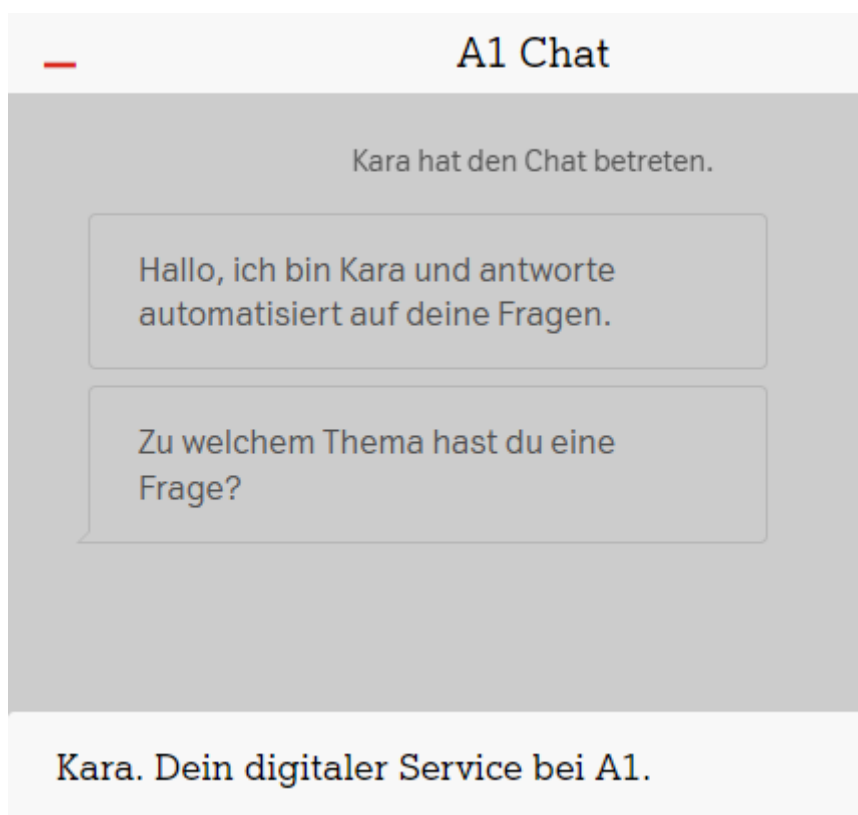 A1 Chat
Kara hat den Chat betreten.
Hallo, ich bin Kara und antworte
automatisiert auf deine Fragen.
Zu welchem Thema hast du eine
Frage?
Kara. Dein digitaler Service bei A1.